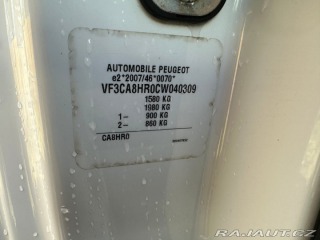 AUTOMOBILE PEUGEOT
e2*2007/46*0070*
VF3CA8HR0CW040309
1580 KG
1980 KG
1- 900 KG
2- 860 KG
CA8HR0
RAJAUT.CZ